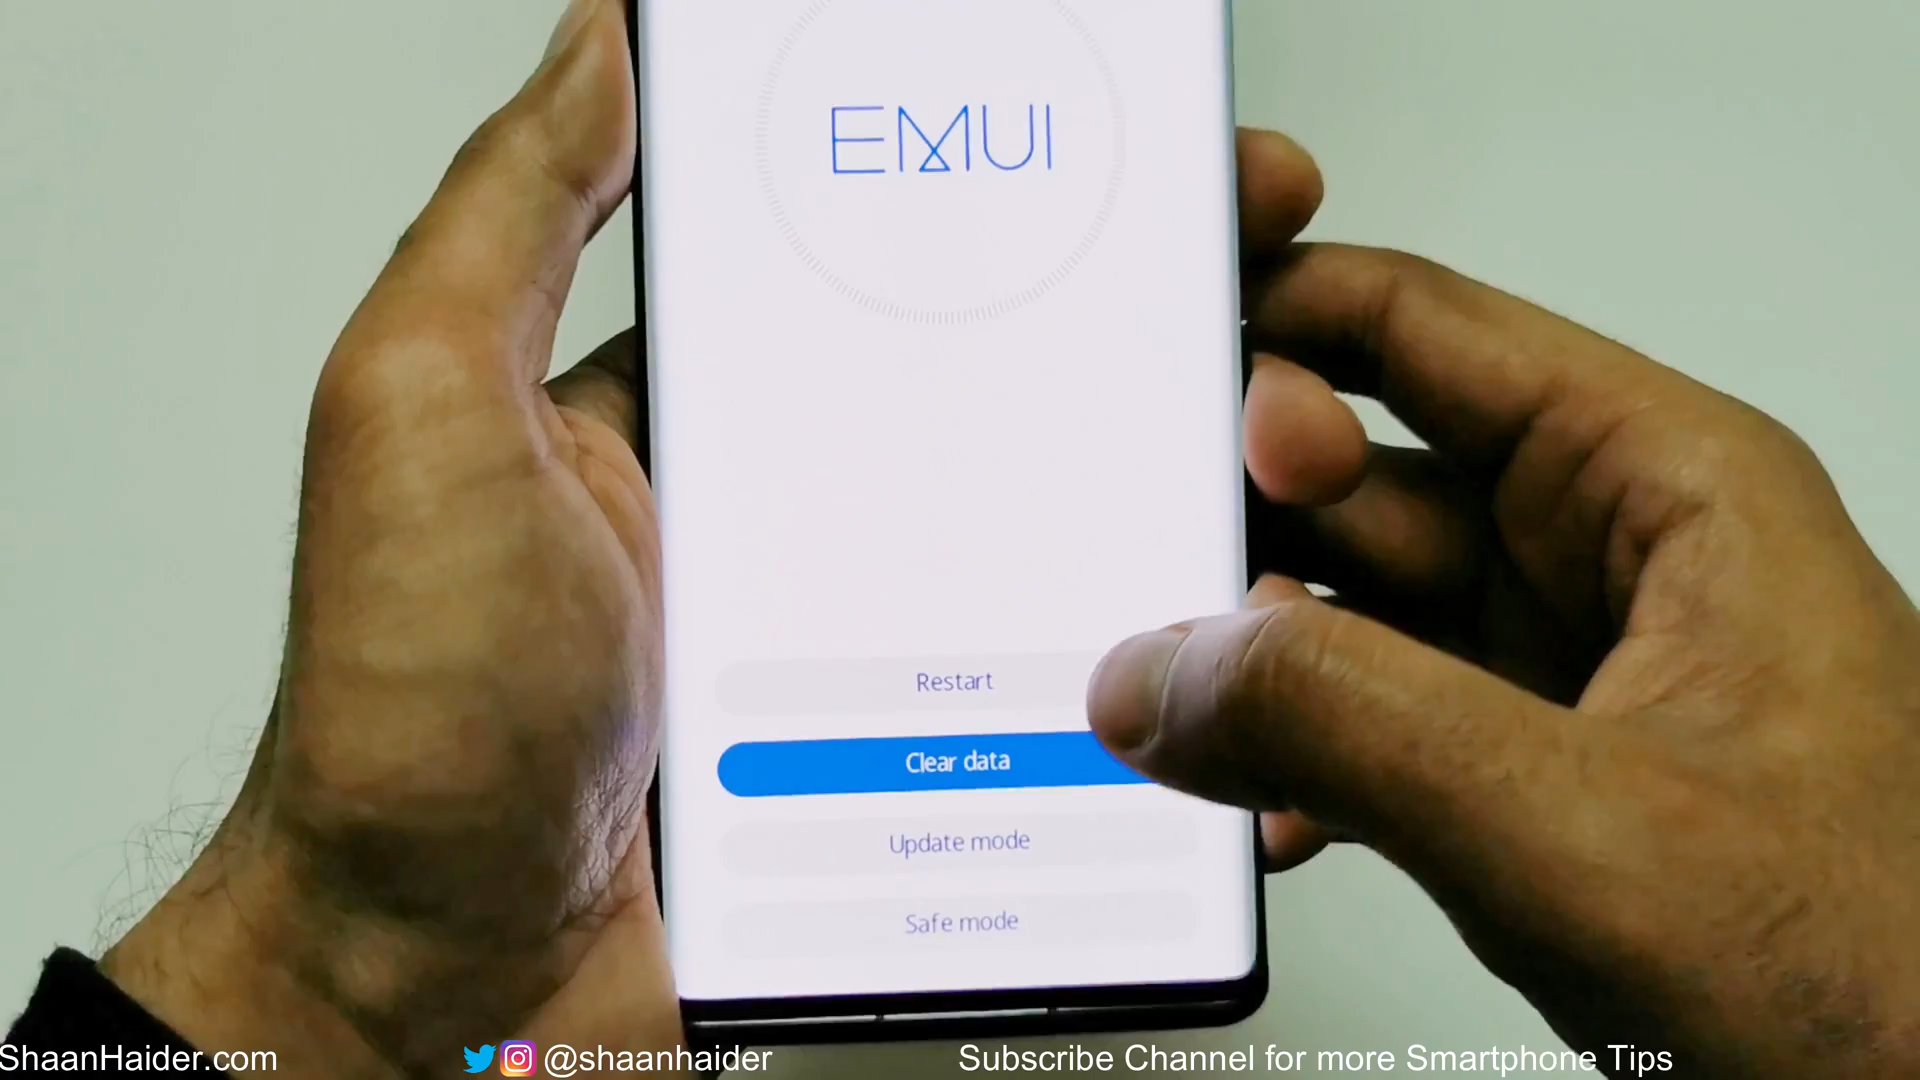 EMUI
Restart
Clear data
Update mode
Safe mode
ShaanHaider.com
@shaanhaider
Subscribe Channel for more Smartphone Tips